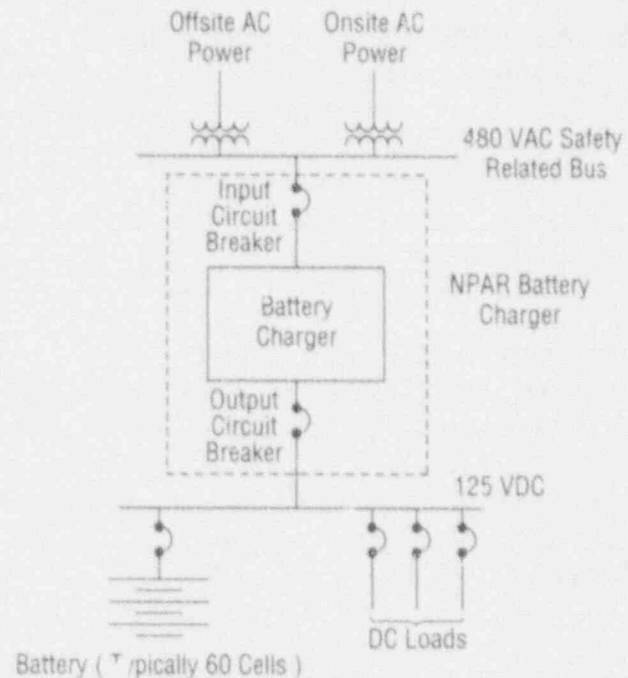 Offsite AC
Power
Onsite AC
Power
480 VAC Safety
Related Bus
Input
Circuit
Breaker
NPAR Battery
Charger
Battery
Charger
Output
Circuit
Breaker
125 VDC
DC Loads
Battery ( Typically 60 Cells )